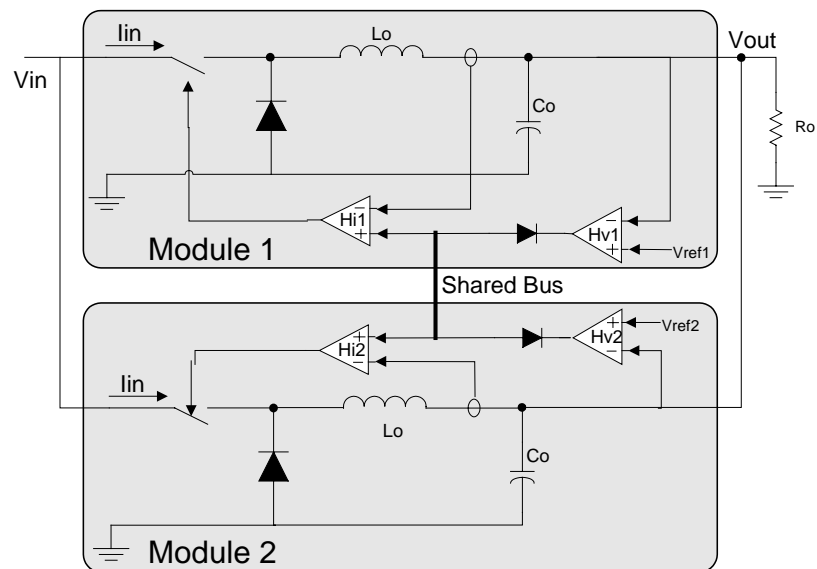 Iin
Lo
Vout
Vin
Co
Ro
Hi1
−
+
Hv1
−
+
Vref1
Module 1
Shared Bus
Hi2
+
−
Hv2
+
−
Vref2
Iin
Lo
Co
Module 2